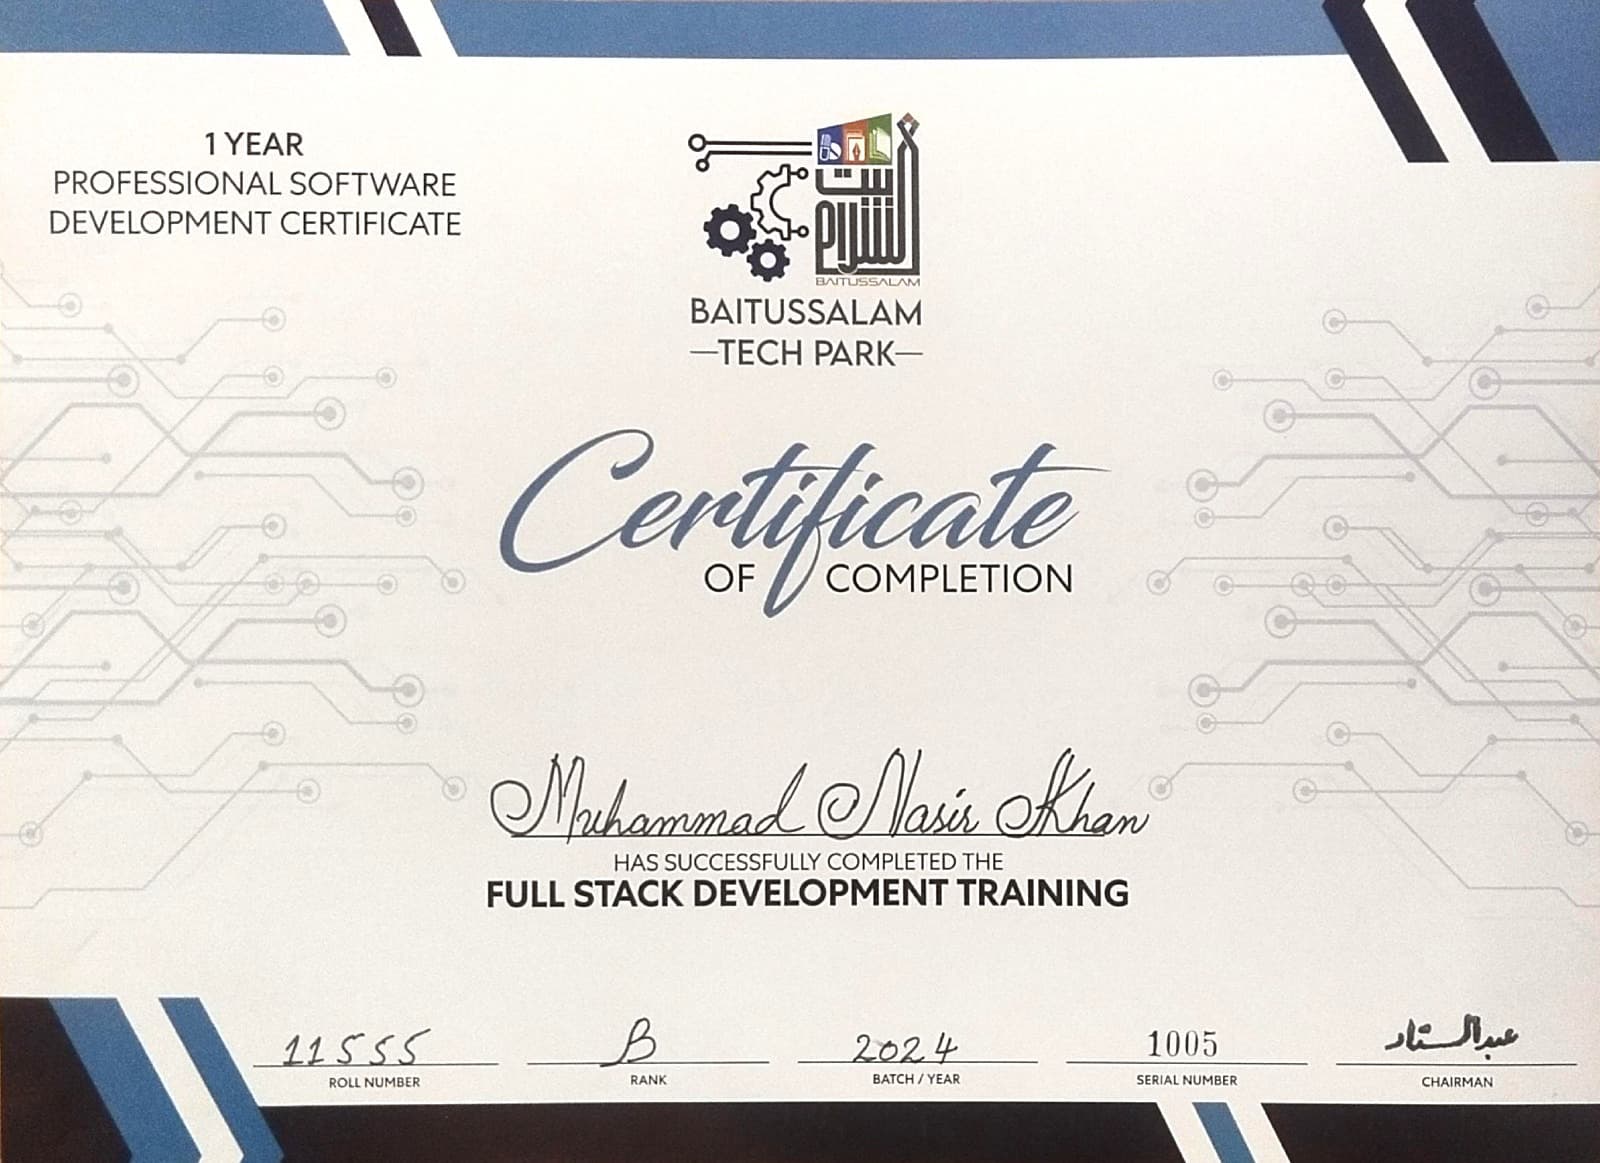 1 YEAR
PROFESSIONAL SOFTWARE
DEVELOPMENT CERTIFICATE
بيت السلام
BAITUSSALAM
BAITUSSALAM
—TECH PARK—
Certificate
OF COMPLETION
Muhammad Nasir Khan
HAS SUCCESSFULLY COMPLETED THE
FULL STACK DEVELOPMENT TRAINING
11555 B 2024 1005 عبدالستار
ROLL NUMBER RANK BATCH / YEAR SERIAL NUMBER CHAIRMAN